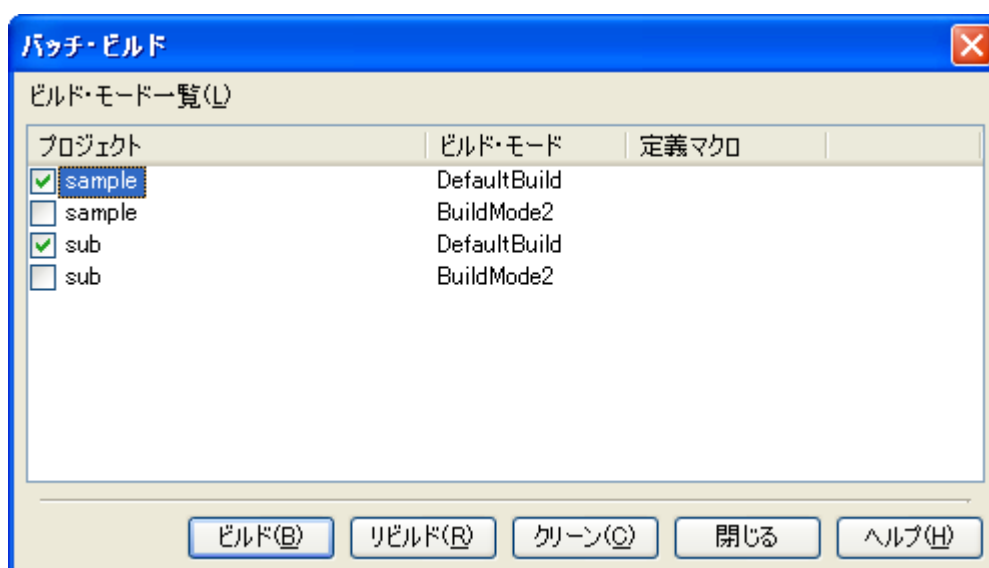 バッチ・ビルド
ビルド・モード一覧(L)
プロジェクト ビルド・モード 定義マクロ
sample DefaultBuild
sample BuildMode2
sub DefaultBuild
sub BuildMode2
ビルド(B) リビルド(R) クリーン(C) 閉じる ヘルプ(H)